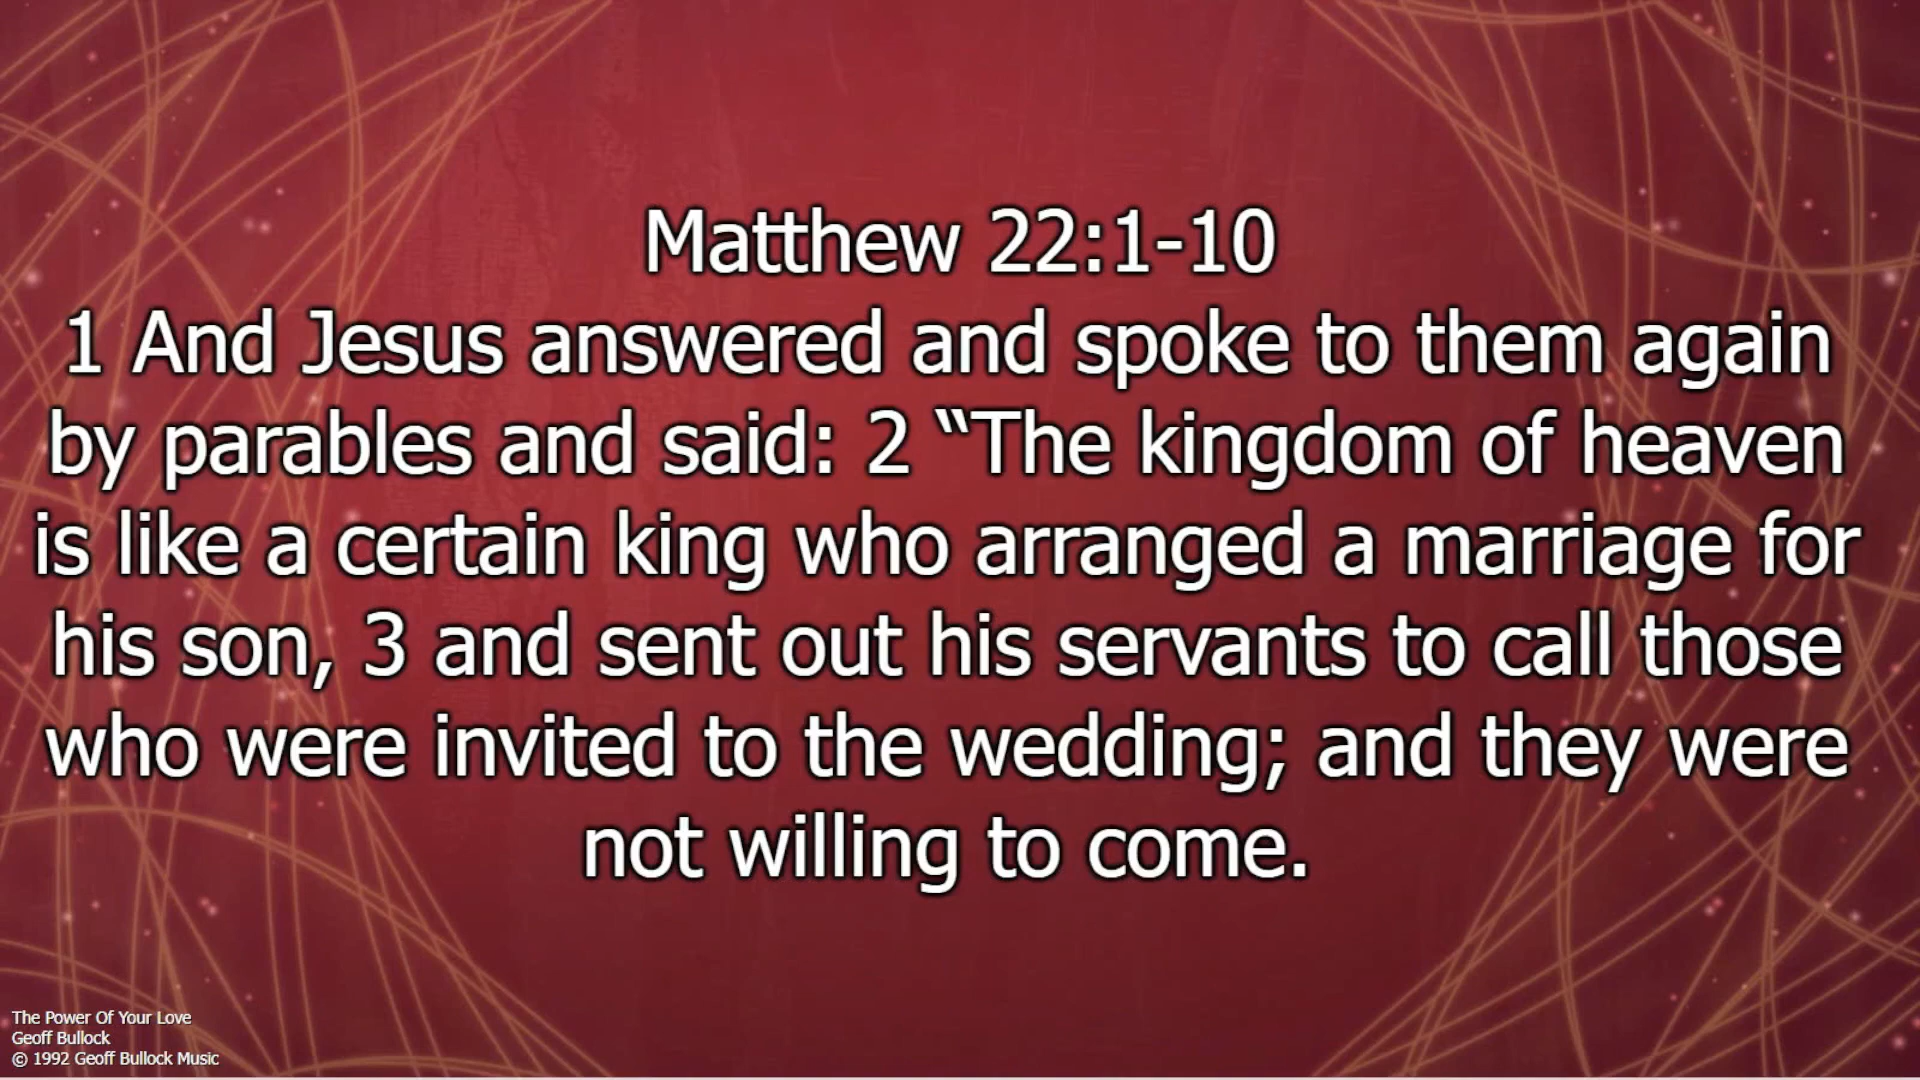 Matthew 22:1-10
1 And Jesus answered and spoke to them again
by parables and said: 2 “The kingdom of heaven
is like a certain king who arranged a marriage for
his son, 3 and sent out his servants to call those
who were invited to the wedding; and they were
not willing to come.
The Power Of Your Love
Geoff Bullock
© 1992 Geoff Bullock Music